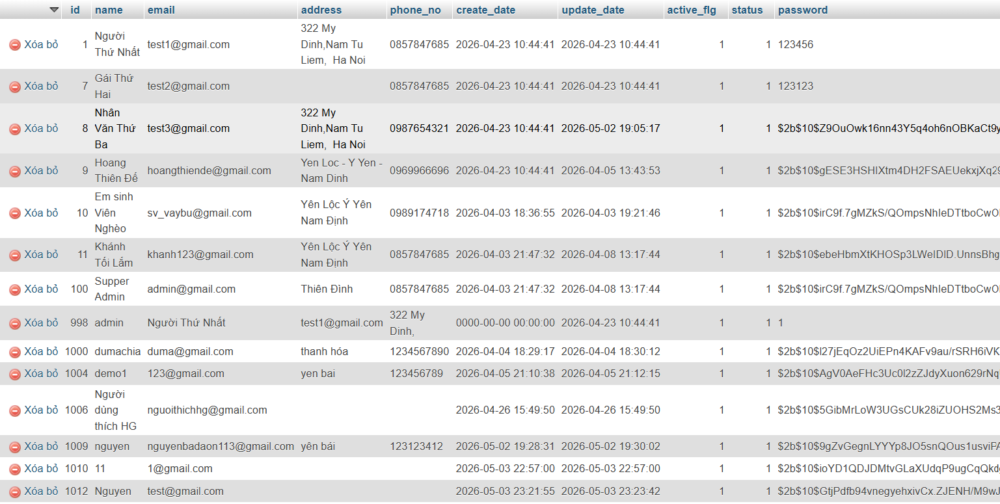 id name email address phone_no create_date update_date active_flg status password
Xóa bỏ 1 Người Thứ Nhất test1@gmail.com 322 My Dinh,Nam Tu Liem, Ha Noi 0857847685 2026-04-23 10:44:41 2026-04-23 10:44:41 1 1 123456
Xóa bỏ 7 Gái Thứ Hai test2@gmail.com 0857847685 2026-04-23 10:44:41 2026-04-23 10:44:41 1 1 123123
Xóa bỏ 8 Nhân Văn Thứ Ba test3@gmail.com 322 My Dinh,Nam Tu Liem, Ha Noi 0987654321 2026-04-23 10:44:41 2026-05-02 19:05:17 1 1 $2b$10$Z9OuOwk16nn43Y5q4oh6nOBKaCt9y
Xóa bỏ 9 Hoang Thiên Đế hoangthiende@gmail.com Yen Loc - Y Yen - Nam Dinh 0969966696 2026-04-23 10:44:41 2026-04-05 13:43:53 1 1 $2b$10$gESE3HSHIXtm4DH2FSAEUekxjXq29
Xóa bỏ 10 Em sinh Viên Nghèo sv_vaybu@gmail.com Yên Lộc Ý Yên Nam Định 0989174718 2026-04-03 18:36:55 2026-04-03 19:21:46 1 1 $2b$10$irC9f.7gMZkS/QOmpsNhIeDTtboCwO
Xóa bỏ 11 Khánh Tối Lắm khanh123@gmail.com Yên Lộc Ý Yên Nam Định 0857847685 2026-04-03 21:47:32 2026-04-08 13:17:44 1 1 $2b$10$ebeHbmXtKHOSp3LWeIDlD.UnnsBhg
Xóa bỏ 100 Supper Admin admin@gmail.com Thiên Đình 0857847685 2026-04-03 21:47:32 2026-04-08 13:17:44 1 1 $2b$10$irC9f.7gMZkS/QOmpsNhIeDTtboCwO
Xóa bỏ 998 admin Người Thứ Nhất test1@gmail.com 322 My Dinh, 0000-00-00 00:00:00 2026-04-23 10:44:41 1 1 1
Xóa bỏ 1000 dumachia duma@gmail.com thanh hóa 1234567890 2026-04-04 18:29:17 2026-04-04 18:30:12 1 1 $2b$10$I27jEqOz2UiEPn4KAFv9au/rSRH6iVK
Xóa bỏ 1004 demo1 123@gmail.com yen bai 123456789 2026-04-05 21:10:38 2026-04-05 21:12:15 1 1 $2b$10$AgV0AeFHc3Uc0l2zZJdyXuon629rNq
Xóa bỏ 1006 Người dùng thích HG nguoithichhg@gmail.com 2026-04-26 15:49:50 2026-04-26 15:49:50 1 1 $2b$10$5GibMrLoW3UGsCUk28iZUOHS2Ms3
Xóa bỏ 1009 nguyen nguyenbadaon113@gmail.com yên bái 123123412 2026-05-02 19:28:31 2026-05-02 19:30:02 1 1 $2b$10$9gZvGegnLYYYp8JO5snQOus1usviPA
Xóa bỏ 1010 11 1@gmail.com 2026-05-03 22:57:00 2026-05-03 22:57:00 1 1 $2b$10$ioYD1QDJDMtvGLaXUdqP9ugCqQkd
Xóa bỏ 1012 Nguyen test@gmail.com 2026-05-03 23:21:55 2026-05-03 23:23:42 1 1 $2b$10$GtjPdfb94vnegyehxivCx.ZJENH/M9wJ